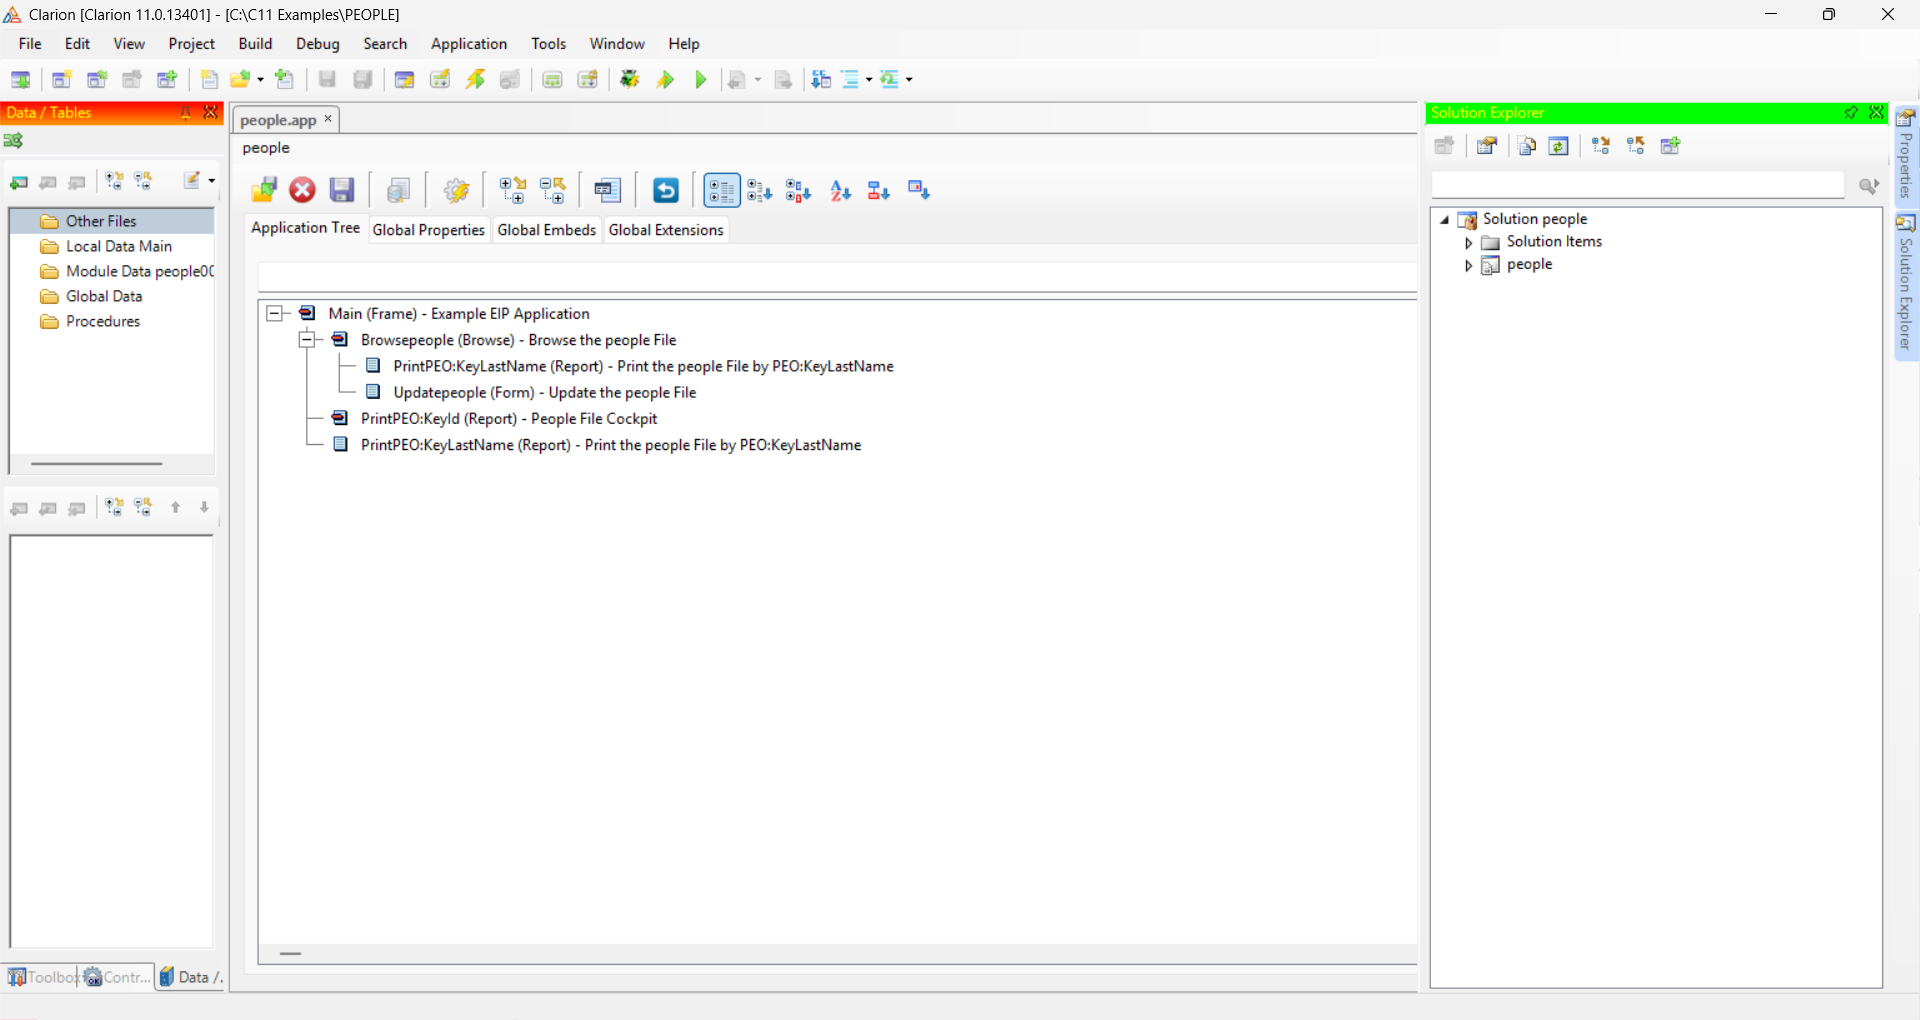 Clarion [Clarion 11.0.13401] - [C:\C11 Examples\PEOPLE]
File Edit View Project Build Debug Search Application Tools Window Help
Data / Tables
Other Files
Local Data Main
Module Data people00
Global Data
Procedures
Toolbox
Contr...
Data /.
people.app
people
Application Tree Global Properties Global Embeds Global Extensions
Main (Frame) - Example EIP Application
Browsepeople (Browse) - Browse the people File
PrintPEO:KeyLastName (Report) - Print the people File by PEO:KeyLastName
Updatepeople (Form) - Update the people File
PrintPEO:KeyId (Report) - People File Cockpit
PrintPEO:KeyLastName (Report) - Print the people File by PEO:KeyLastName
Solution Explorer
Solution people
Solution Items
people
Properties
Solution Explorer